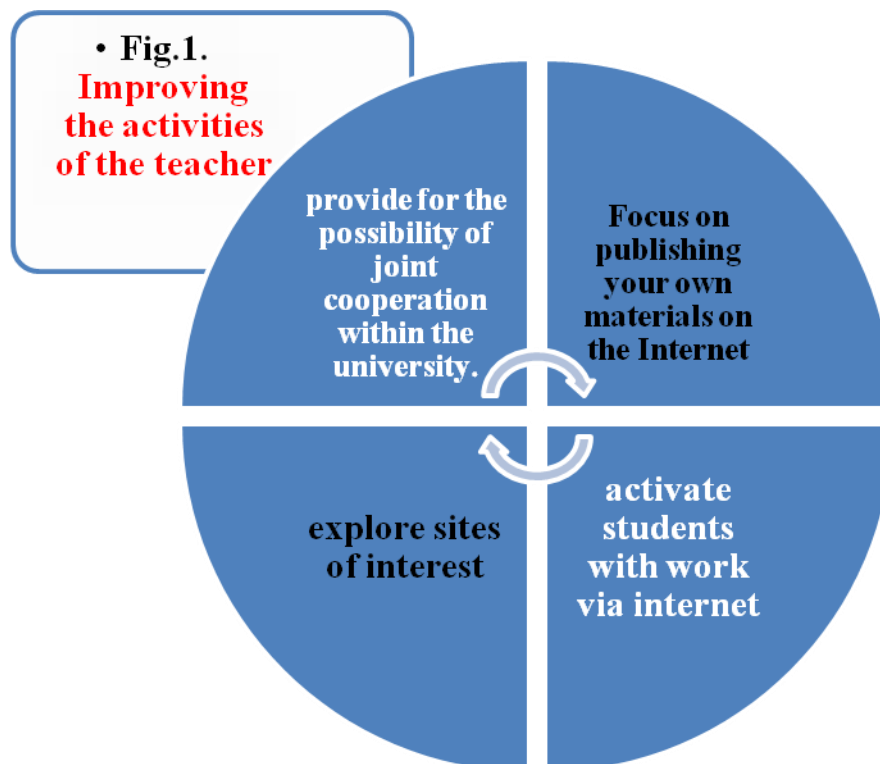 • Fig.1.
Improving
the activities
of the teacher
provide for the
possibility of
joint
cooperation
within the
university.
Focus on
publishing
your own
materials on
the Internet
explore sites
of interest
activate
students
with work
via internet